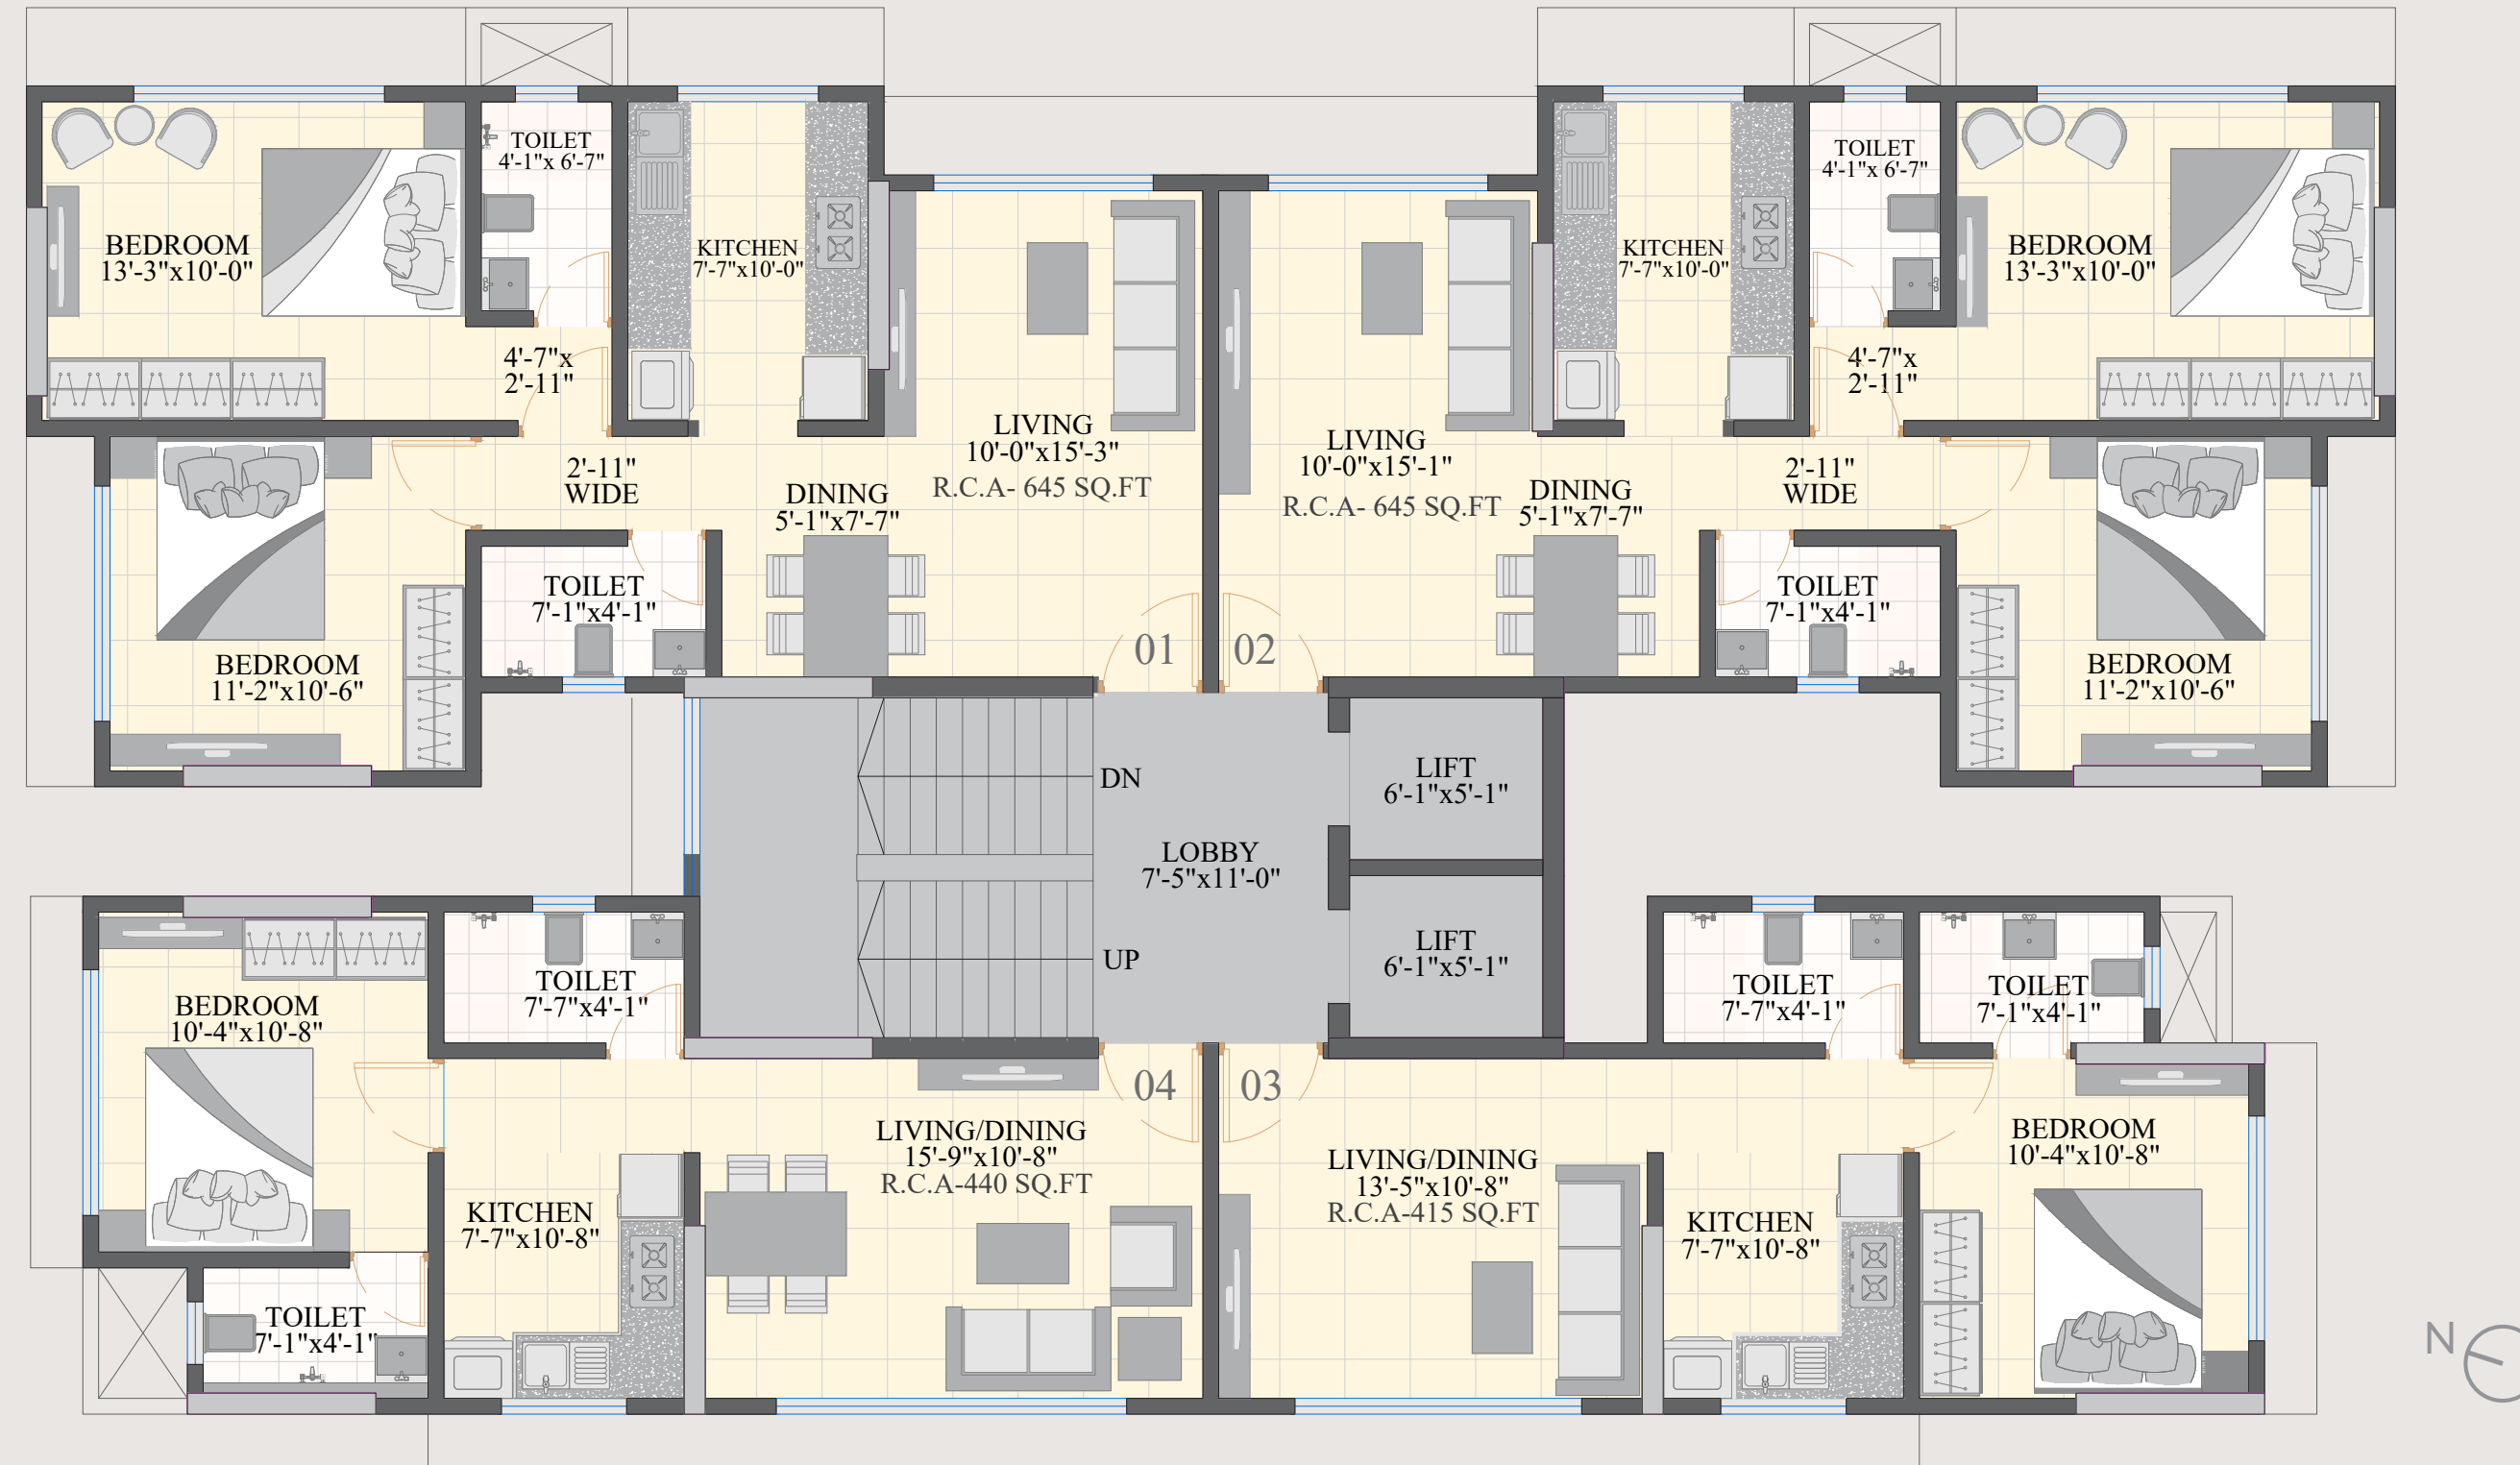 TOILET
4'-1"x 6'-7"
BEDROOM
13'-3"x10'-0"
KITCHEN
7'-7"x10'-0"
4'-7"x
2'-11"
LIVING
10'-0"x15'-3"
R.C.A- 645 SQ.FT
2'-11"
WIDE
DINING
5'-1"x7'-7"
TOILET
7'-1"x4'-1"
BEDROOM
11'-2"x10'-6"
01
TOILET
4'-1"x 6'-7"
KITCHEN
7'-7"x10'-0"
BEDROOM
13'-3"x10'-0"
4'-7"x
2'-11"
LIVING
10'-0"x15'-1"
R.C.A- 645 SQ.FT
DINING
5'-1"x7'-7"
2'-11"
WIDE
TOILET
7'-1"x4'-1"
02
BEDROOM
11'-2"x10'-6"
DN
LOBBY
7'-5"x11'-0"
UP
LIFT
6'-1"x5'-1"
LIFT
6'-1"x5'-1"
BEDROOM
10'-4"x10'-8"
TOILET
7'-7"x4'-1"
04
LIVING/DINING
15'-9"x10'-8"
R.C.A-440 SQ.FT
KITCHEN
7'-7"x10'-8"
TOILET
7'-1"x4'-1"
TOILET
7'-7"x4'-1"
TOILET
7'-1"x4'-1"
03
LIVING/DINING
13'-5"x10'-8"
R.C.A-415 SQ.FT
BEDROOM
10'-4"x10'-8"
KITCHEN
7'-7"x10'-8"
N